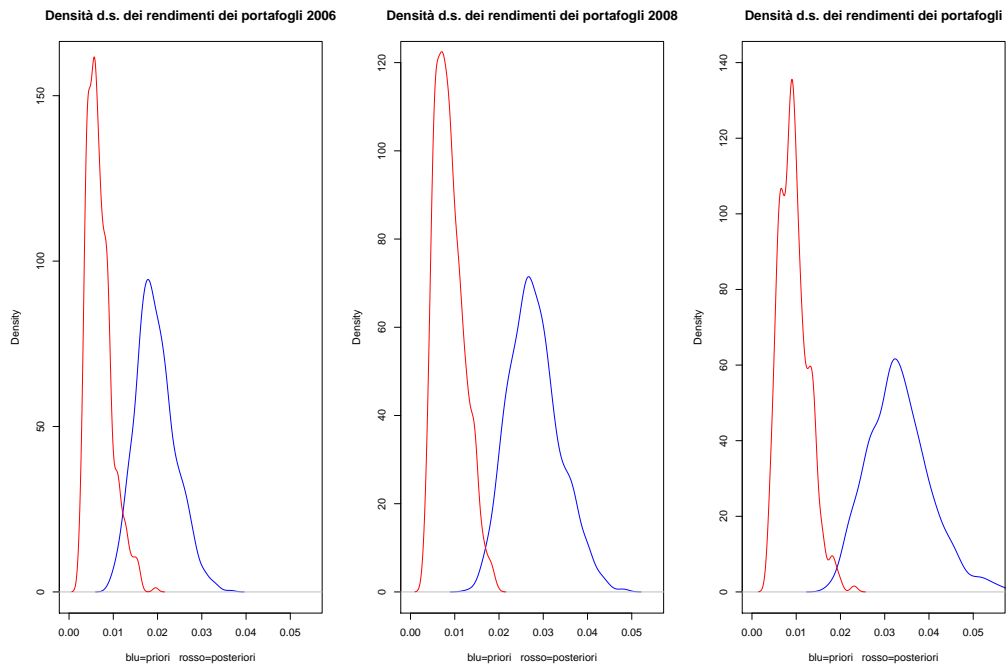 Densità d.s. dei rendimenti dei portafogli 2006
Density
0
50
100
150
0.00 0.01 0.02 0.03 0.04 0.05
blu=priori rosso=posteriori
Densità d.s. dei rendimenti dei portafogli 2008
Density
0
20
40
60
80
100
120
0.00 0.01 0.02 0.03 0.04 0.05
blu=priori rosso=posteriori
Densità d.s. dei rendimenti dei portafogli
Density
0
20
40
60
80
100
120
140
0.00 0.01 0.02 0.03 0.04 0.05
blu=priori rosso=posteriori